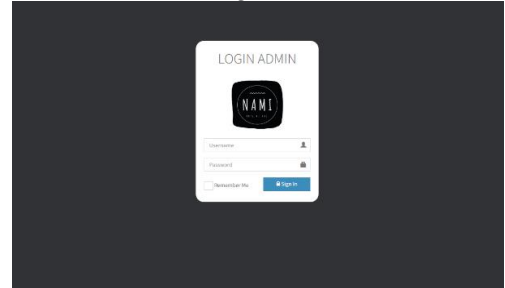 LOGIN ADMIN
NAMI
Username
Password
Remember Me
Sign In